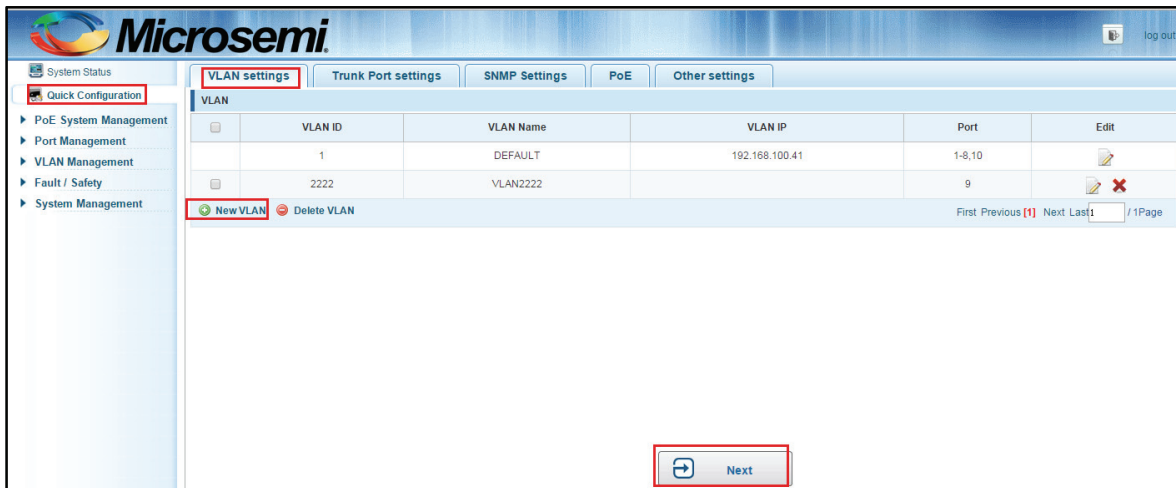 Microsemi.
log out
System Status
Quick Configuration
PoE System Management
Port Management
VLAN Management
Fault / Safety
System Management
VLAN settings Trunk Port settings SNMP Settings PoE Other settings
VLAN
VLAN ID VLAN Name VLAN IP Port Edit
1 DEFAULT 192.168.100.41 1-8,10
2222 VLAN2222 9
New VLAN Delete VLAN First Previous [1] Next Last 1 / 1Page
Next